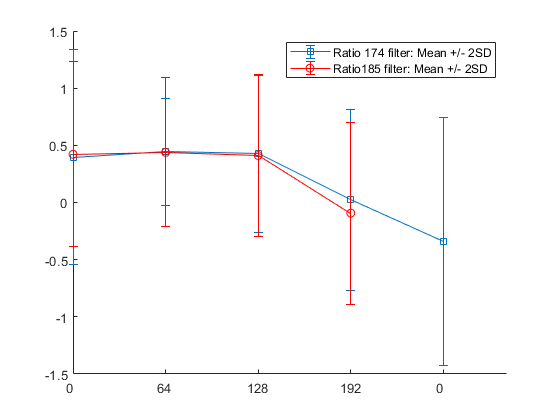 1.5
Ratio 174 filter: Mean +/- 2SD
Ratio185 filter: Mean +/- 2SD
1
0.5
0
-0.5
-1
-1.5
0 64 128 192 0